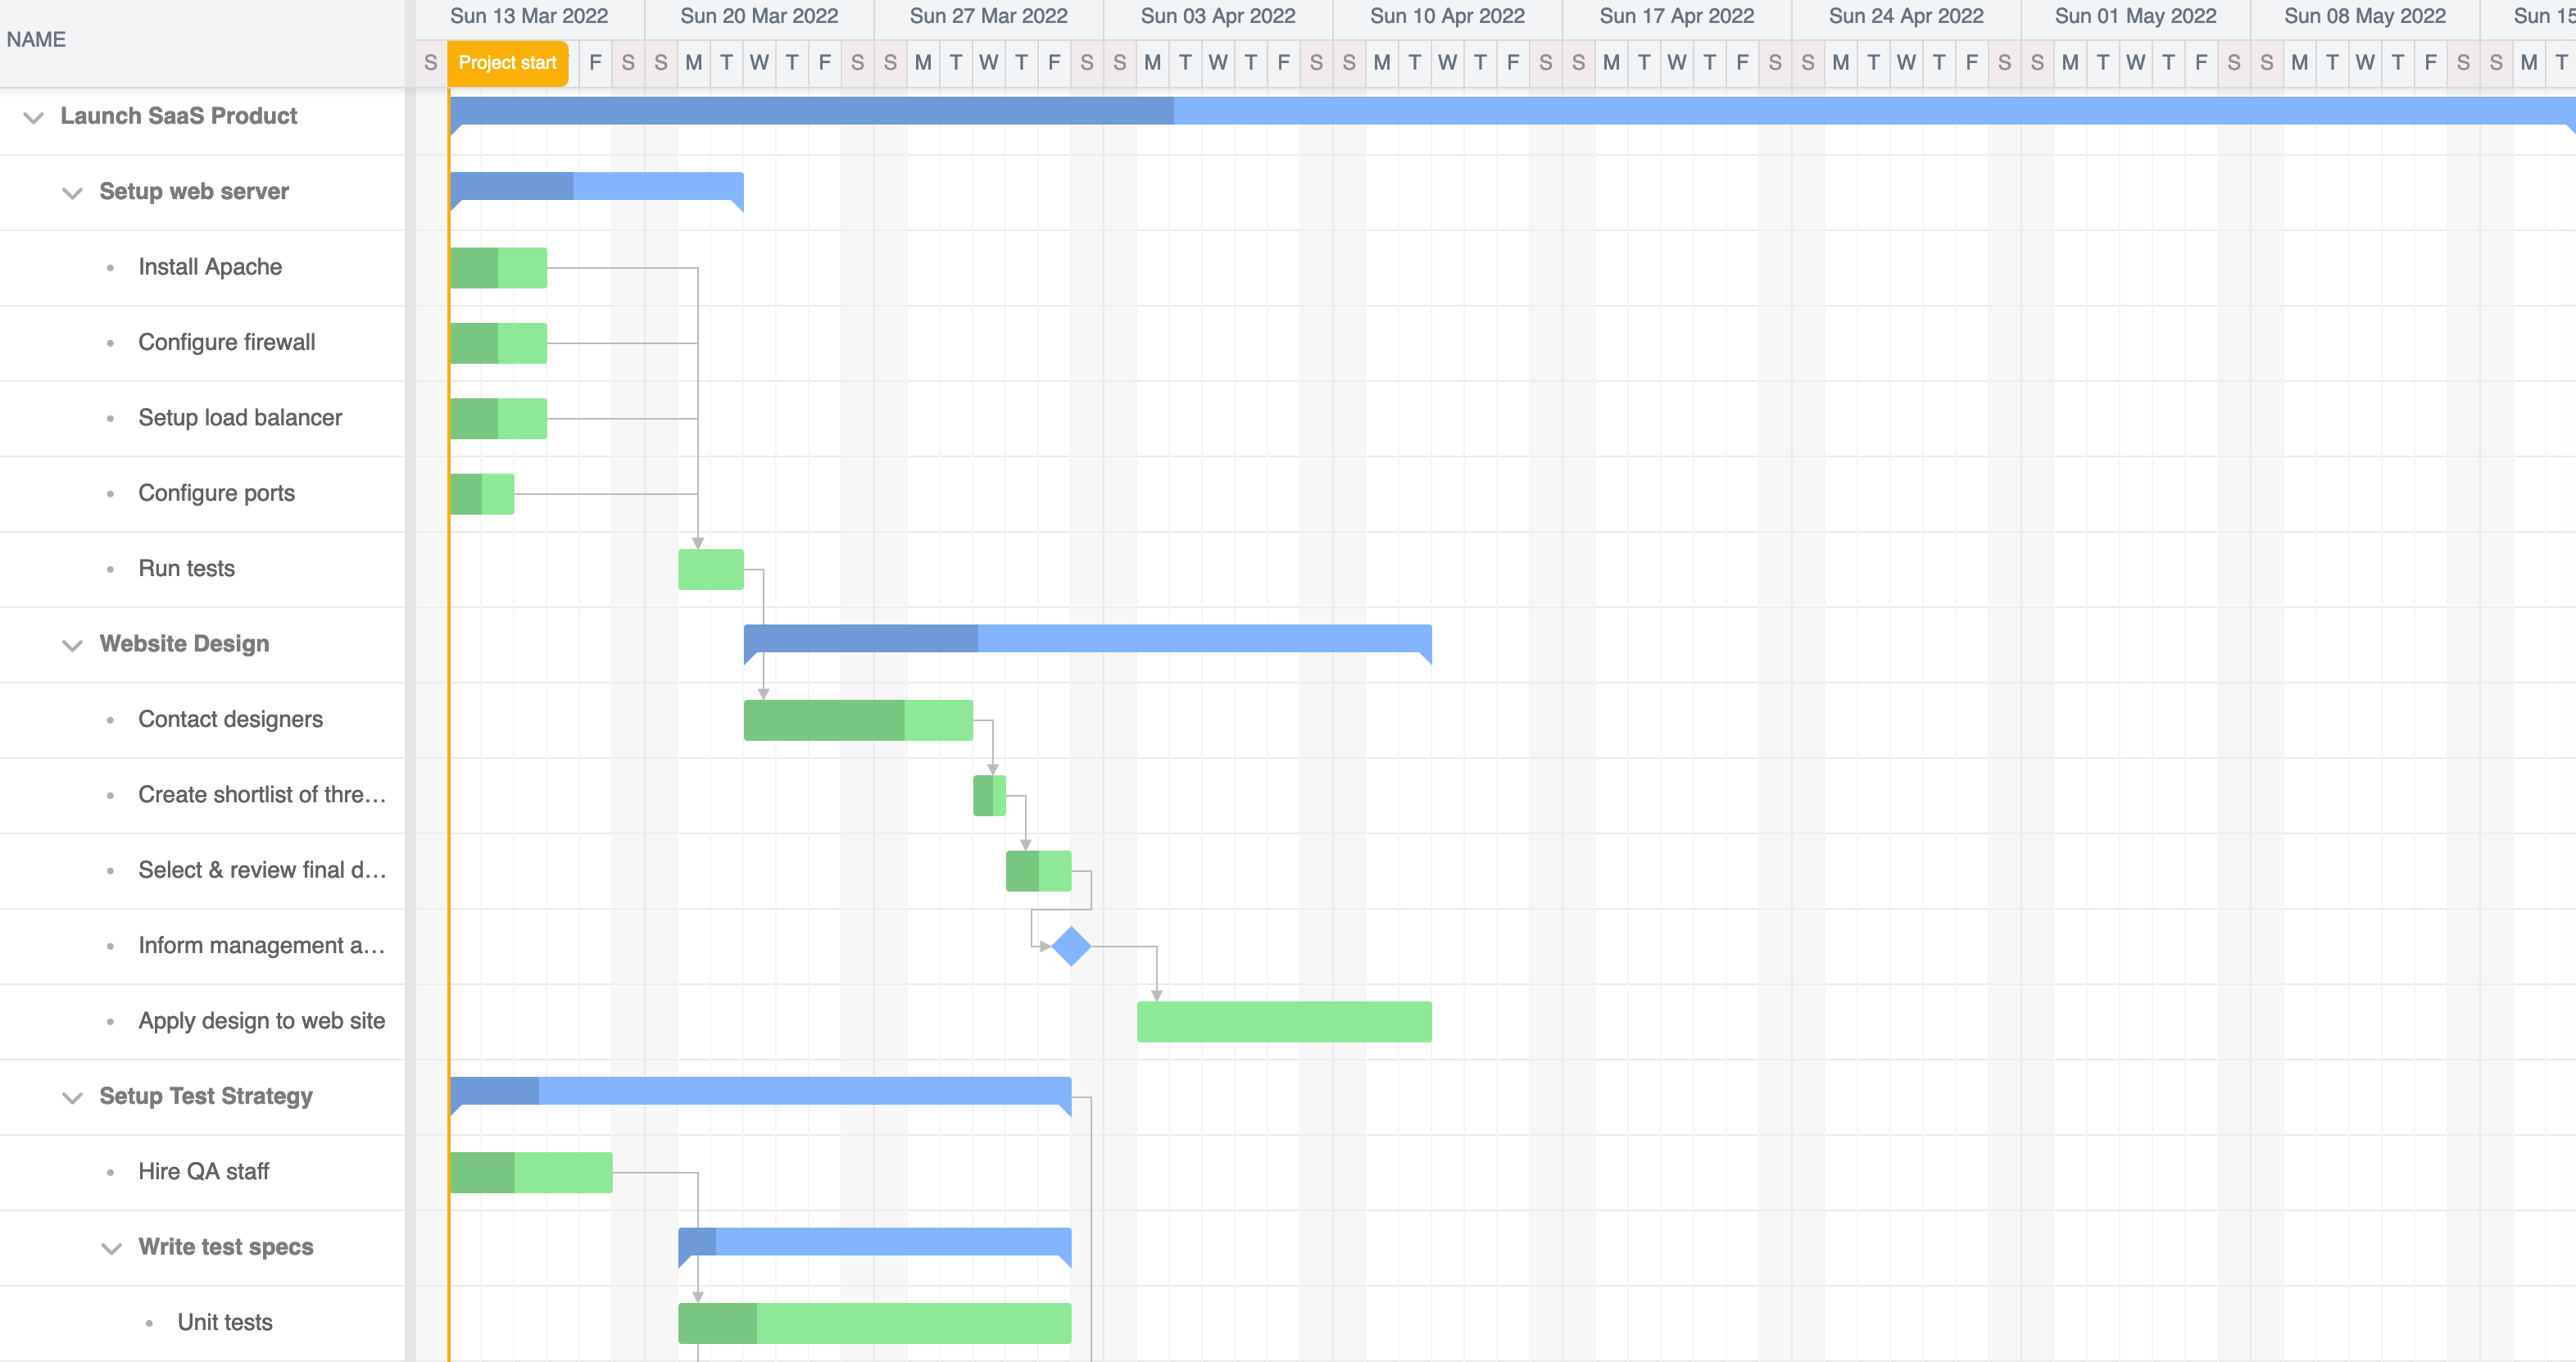 NAME
Sun 13 Mar 2022 Sun 20 Mar 2022 Sun 27 Mar 2022 Sun 03 Apr 2022 Sun 10 Apr 2022 Sun 17 Apr 2022 Sun 24 Apr 2022 Sun 01 May 2022 Sun 08 May 2022 Sun 15
S Project start F S S M T W T F S S M T W T F S S M T W T F S S M T W T F S S M T W T F S S M T W T F S S M T W T F S S M T W T F S S M T
Launch SaaS Product
Setup web server
Install Apache
Configure firewall
Setup load balancer
Configure ports
Run tests
Website Design
Contact designers
Create shortlist of thre...
Select & review final d...
Inform management a...
Apply design to web site
Setup Test Strategy
Hire QA staff
Write test specs
Unit tests